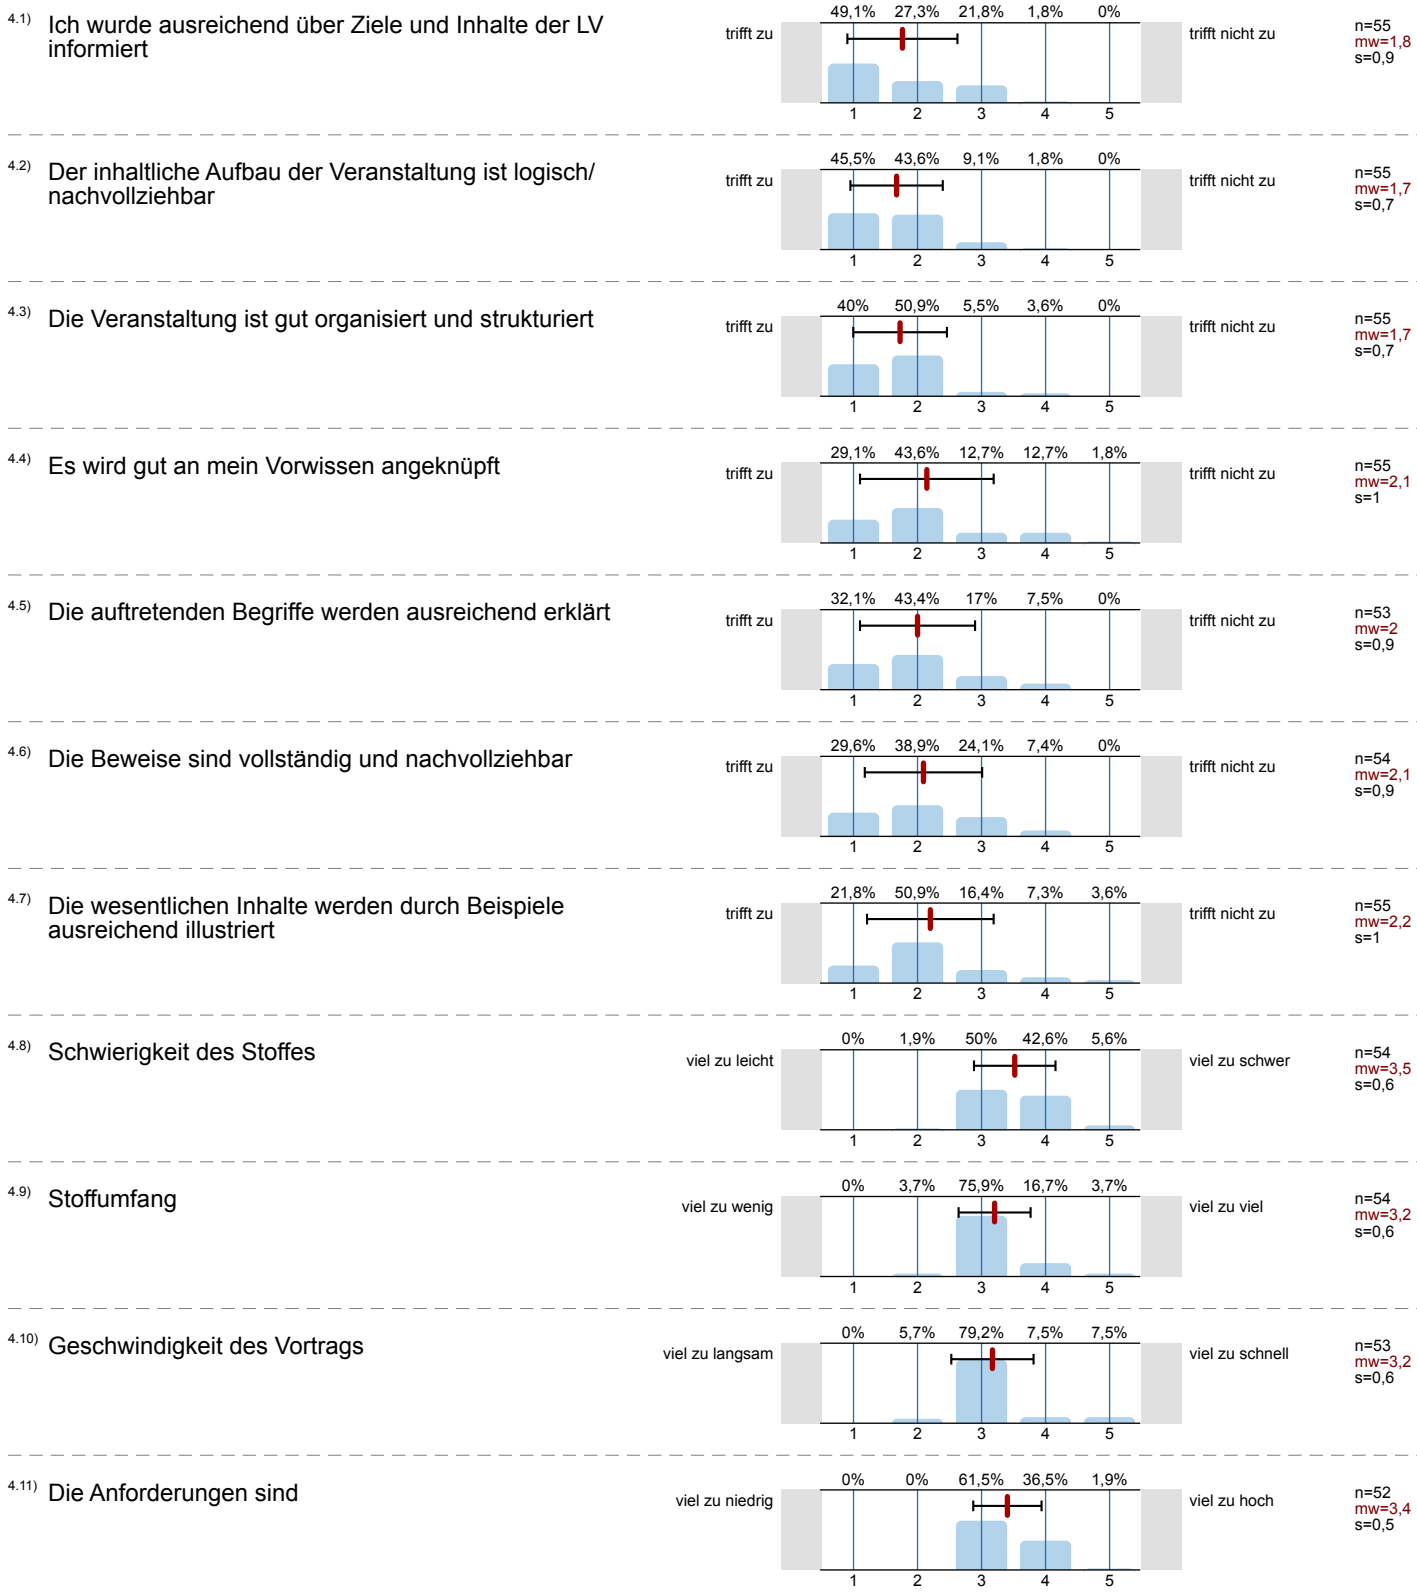 4.1) Ich wurde ausreichend über Ziele und Inhalte der LV
informiert
49,1% 27,3% 21,8% 1,8% 0%
trifft zu
trifft nicht zu
n=55
mw=1,8
s=0,9
1 2 3 4 5
4.2) Der inhaltliche Aufbau der Veranstaltung ist logisch/
nachvollziehbar
45,5% 43,6% 9,1% 1,8% 0%
trifft zu
trifft nicht zu
n=55
mw=1,7
s=0,7
1 2 3 4 5
4.3) Die Veranstaltung ist gut organisiert und strukturiert
40% 50,9% 5,5% 3,6% 0%
trifft zu
trifft nicht zu
n=55
mw=1,7
s=0,7
1 2 3 4 5
4.4) Es wird gut an mein Vorwissen angeknüpft
29,1% 43,6% 12,7% 12,7% 1,8%
trifft zu
trifft nicht zu
n=55
mw=2,1
s=1
1 2 3 4 5
4.5) Die auftretenden Begriffe werden ausreichend erklärt
32,1% 43,4% 17% 7,5% 0%
trifft zu
trifft nicht zu
n=53
mw=2
s=0,9
1 2 3 4 5
4.6) Die Beweise sind vollständig und nachvollziehbar
29,6% 38,9% 24,1% 7,4% 0%
trifft zu
trifft nicht zu
n=54
mw=2,1
s=0,9
1 2 3 4 5
4.7) Die wesentlichen Inhalte werden durch Beispiele
ausreichend illustriert
21,8% 50,9% 16,4% 7,3% 3,6%
trifft zu
trifft nicht zu
n=55
mw=2,2
s=1
1 2 3 4 5
4.8) Schwierigkeit des Stoffes
0% 1,9% 50% 42,6% 5,6%
viel zu leicht
viel zu schwer
n=54
mw=3,5
s=0,6
1 2 3 4 5
4.9) Stoffumfang
0% 3,7% 75,9% 16,7% 3,7%
viel zu wenig
viel zu viel
n=54
mw=3,2
s=0,6
1 2 3 4 5
4.10) Geschwindigkeit des Vortrags
0% 5,7% 79,2% 7,5% 7,5%
viel zu langsam
viel zu schnell
n=53
mw=3,2
s=0,6
1 2 3 4 5
4.11) Die Anforderungen sind
0% 0% 61,5% 36,5% 1,9%
viel zu niedrig
viel zu hoch
n=52
mw=3,4
s=0,5
1 2 3 4 5